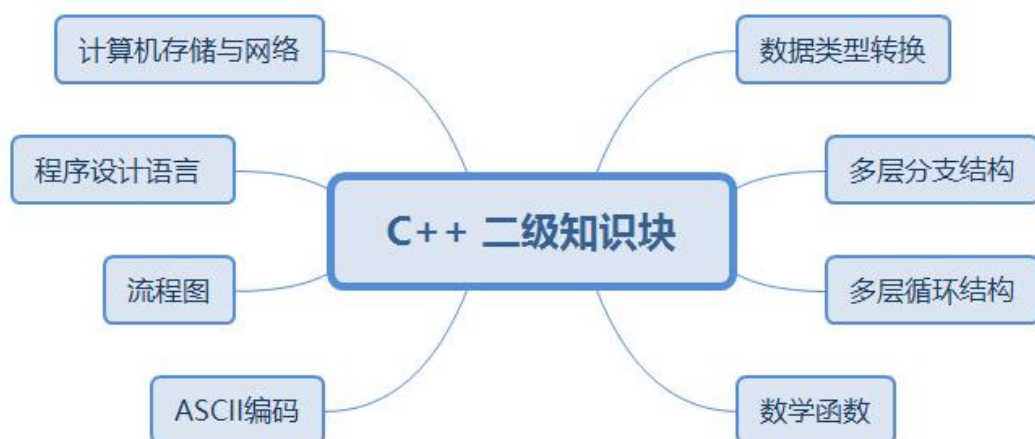 计算机存储与网络
数据类型转换
程序设计语言
多层分支结构
C++ 二级知识块
流程图
多层循环结构
ASCII编码
数学函数